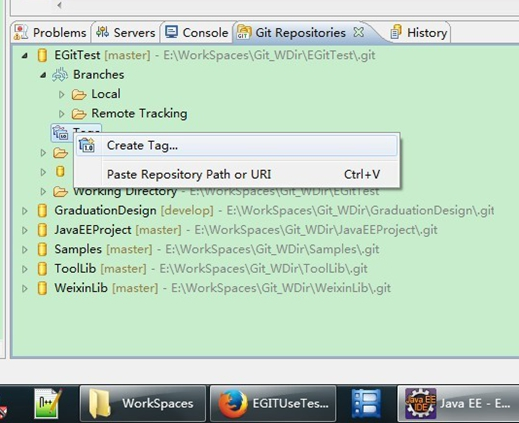 Problems Servers Console Git Repositories History
EGitTest [master] - E:\WorkSpaces\Git_WDir\EGitTest\.git
Branches
Local
Remote Tracking
Tags
Create Tag...
Paste Repository Path or URI Ctrl+V
Working Directory - E:\WorkSpaces\Git_WDir\EGitTest
GraduationDesign [develop] - E:\WorkSpaces\Git_WDir\GraduationDesign\.git
JavaEEProject [master] - E:\WorkSpaces\Git_WDir\JavaEEProject\.git
Samples [master] - E:\WorkSpaces\Git_WDir\Samples\.git
ToolLib [master] - E:\WorkSpaces\Git_WDir\ToolLib\.git
WeixinLib [master] - E:\WorkSpaces\Git_WDir\WeixinLib\.git
WorkSpaces EGITUseTes... Java EE IDE Java EE - E...